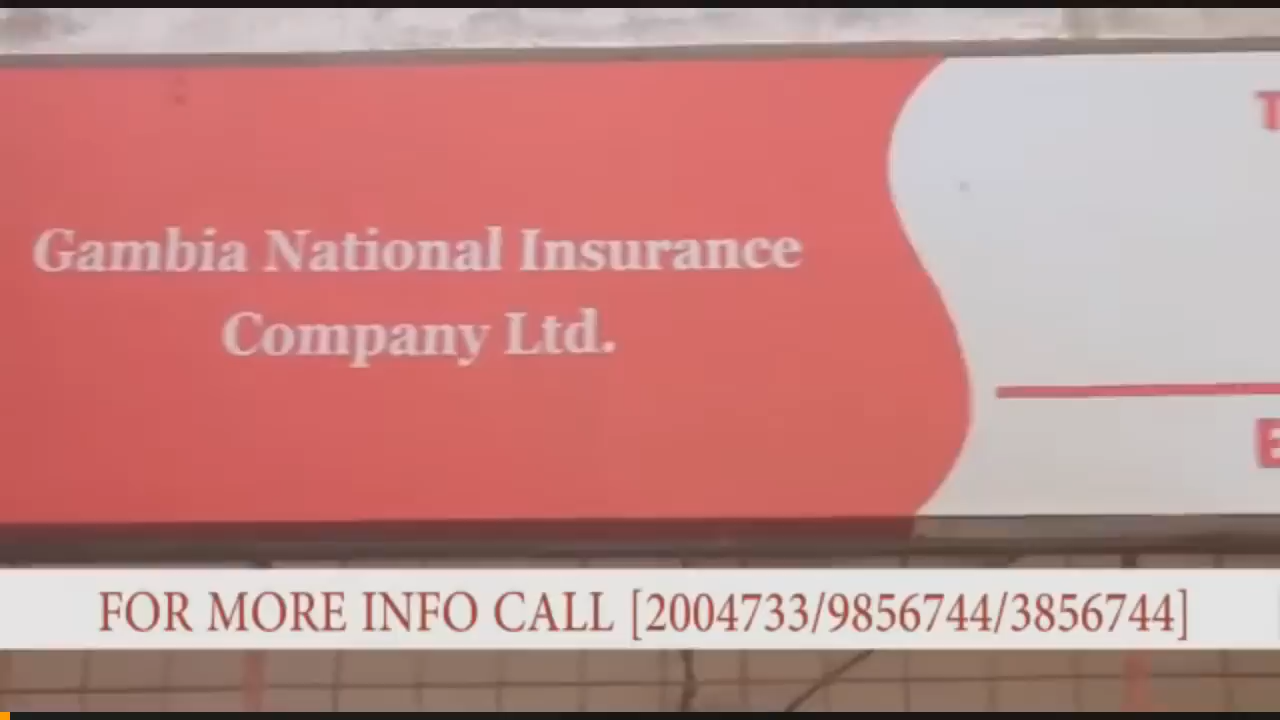 Gambia National Insurance
Company Ltd.
FOR MORE INFO CALL [2004733/9856744/3856744]